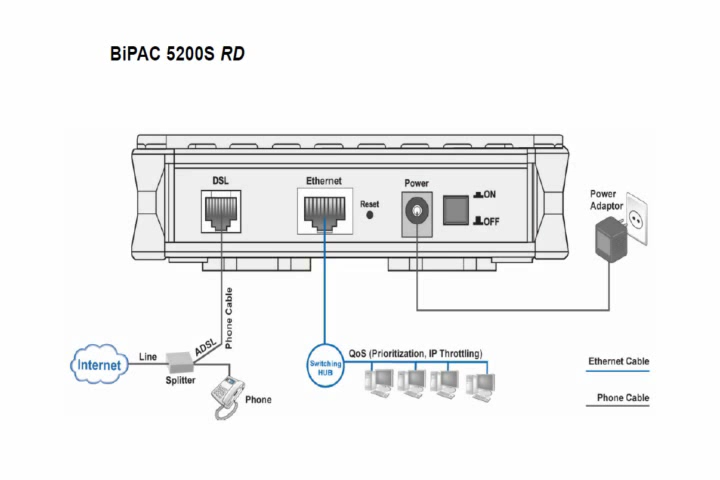 BiPAC 5200S RD
DSL
Ethernet
Reset
Power
ON
OFF
Power
Adaptor
Phone Cable
ADSL
Internet
Line
Splitter
Phone
Switching
HUB
QoS (Prioritization, IP Throttling)
Ethernet Cable
Phone Cable